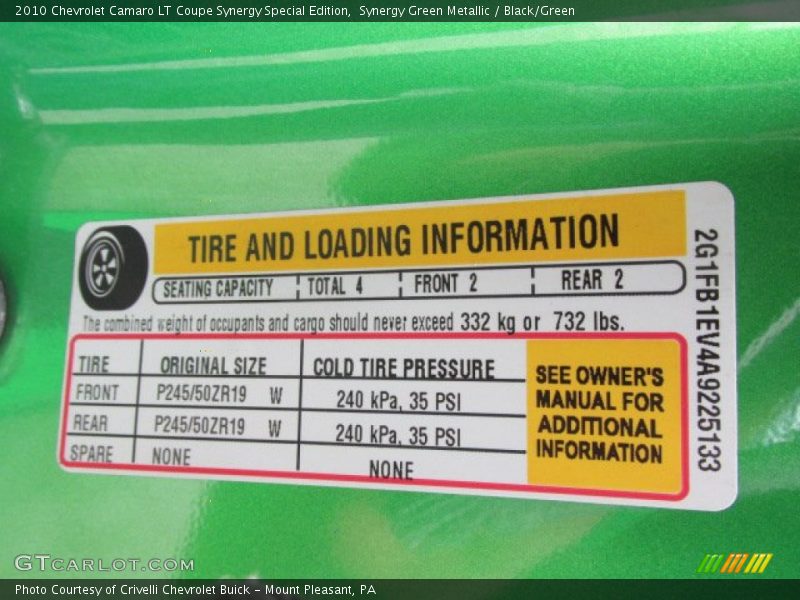 2010 Chevrolet Camaro LT Coupe Synergy Special Edition, Synergy Green Metallic / Black/Green
TIRE AND LOADING INFORMATION
SEATING CAPACITY TOTAL 4 FRONT 2 REAR 2
The combined weight of occupants and cargo should never exceed 332 kg or 732 lbs.
TIRE ORIGINAL SIZE COLD TIRE PRESSURE
FRONT P245/50ZR19 W 240 kPa, 35 PSI
REAR P245/50ZR19 W 240 kPa, 35 PSI
SPARE NONE NONE
SEE OWNER'S
MANUAL FOR
ADDITIONAL
INFORMATION
2G1FB1EV4A9225133
GTCARLOT.COM
Photo Courtesy of Crivelli Chevrolet Buick - Mount Pleasant, PA